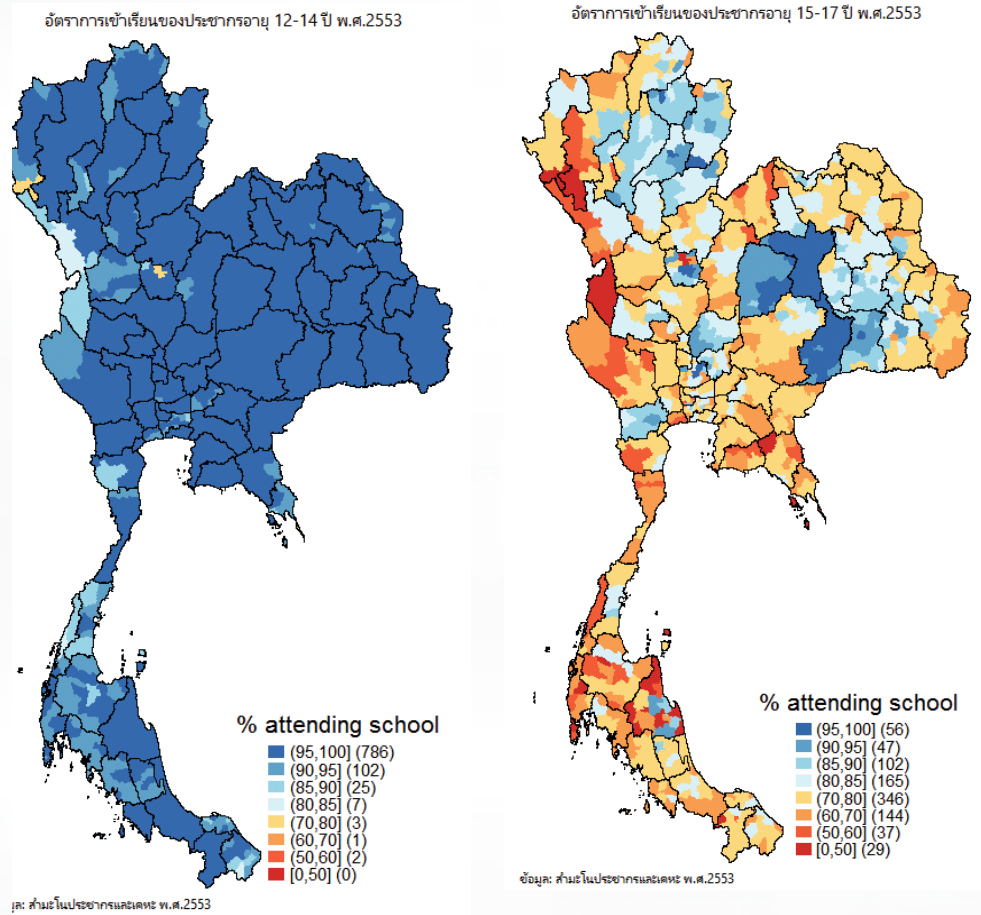 อัตราการเข้าเรียนของประชากรอายุ 12-14 ปี พ.ศ.2553
% attending school
(95,100] (786)
(90,95] (102)
(85,90] (25)
(80,85] (7)
(70,80] (3)
(60,70] (1)
(50,60] (2)
[0,50] (0)
ูล: สำมะโนประชากรและเคหะ พ.ศ.2553
อัตราการเข้าเรียนของประชากรอายุ 15-17 ปี พ.ศ.2553
% attending school
(95,100] (56)
(90,95] (47)
(85,90] (102)
(80,85] (165)
(70,80] (346)
(60,70] (144)
(50,60] (37)
[0,50] (29)
ข้อมูล: สำมะโนประชากรและเคหะ พ.ศ.2553